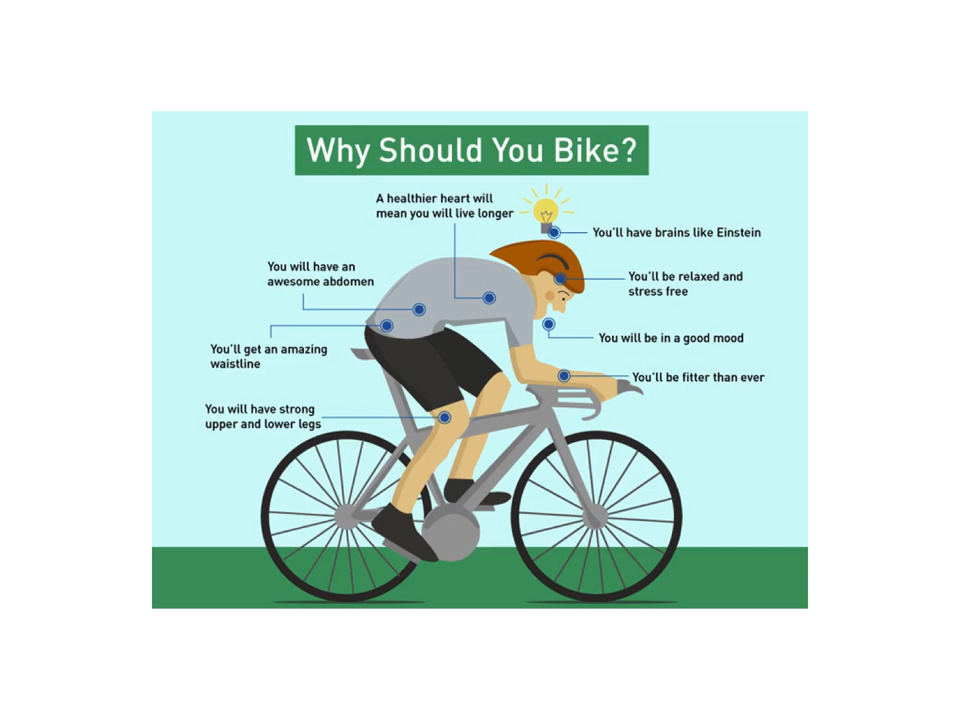 Why Should You Bike?
A healthier heart will
mean you will live longer
You'll have brains like Einstein
You will have an
awesome abdomen
You'll be relaxed and
stress free
You'll get an amazing
waistline
You will be in a good mood
You'll be fitter than ever
You will have strong
upper and lower legs